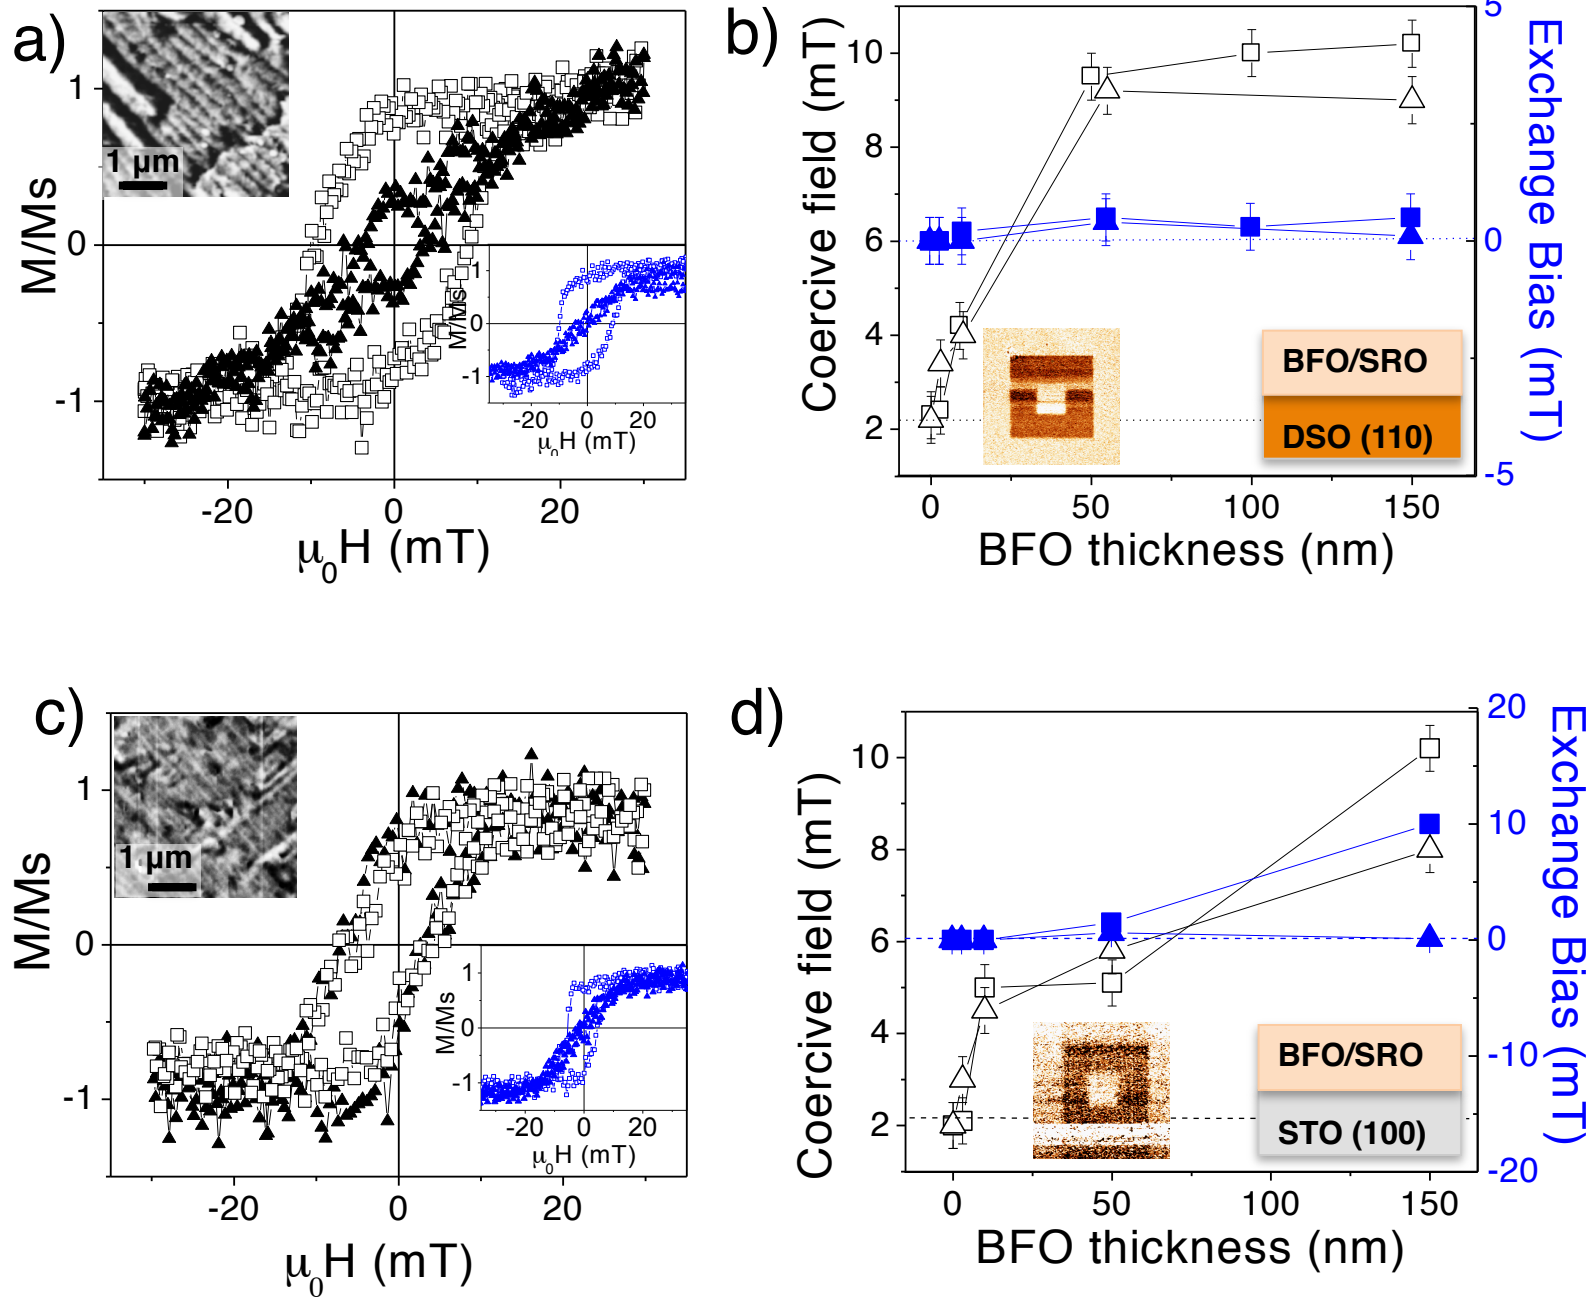 a)
1 μm
M/Ms
1
0
-1
-20
0
20
μ0H (mT)
M/Ms
1
0
-1
-20
0
20
μ0H (mT)
b)
Coercive field (mT)
10
8
6
4
2
0
50
100
150
BFO thickness (nm)
5
0
-5
Exchange Bias (mT)
BFO/SRO
DSO (110)
c)
1 μm
M/Ms
1
0
-1
-20
0
20
μ0H (mT)
M/Ms
1
0
-1
-20
0
20
μ0H (mT)
d)
Coercive field (mT)
10
8
6
4
2
0
50
100
150
BFO thickness (nm)
20
10
0
-10
-20
Exchange Bias (mT)
BFO/SRO
STO (100)